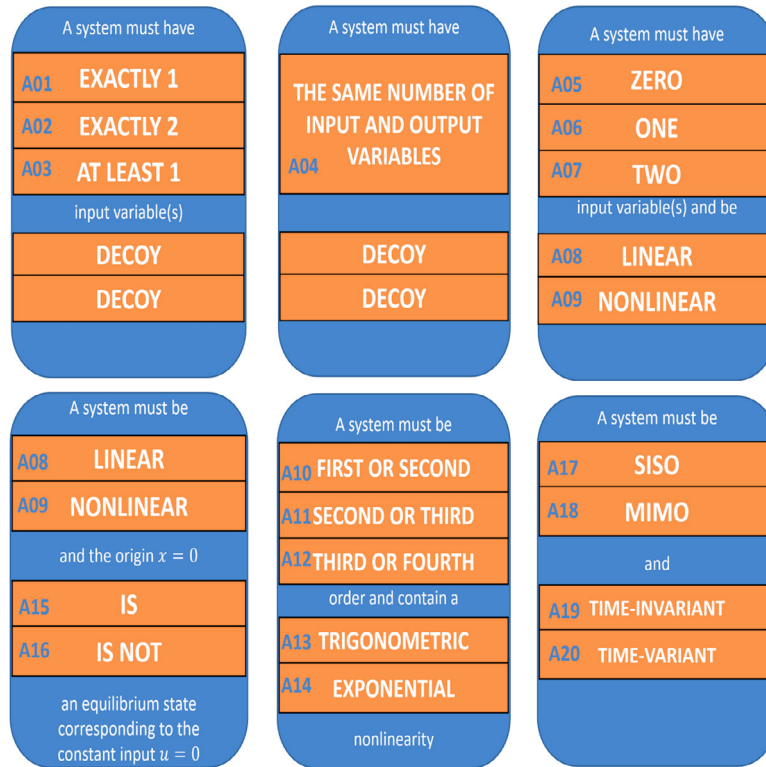 A system must have
A01 EXACTLY 1
A02 EXACTLY 2
A03 AT LEAST 1
input variable(s)
DECOY
DECOY
A system must have
THE SAME NUMBER OF
INPUT AND OUTPUT
A04 VARIABLES
DECOY
DECOY
A system must have
A05 ZERO
A06 ONE
A07 TWO
input variable(s) and be
A08 LINEAR
A09 NONLINEAR
A system must be
A08 LINEAR
A09 NONLINEAR
and the origin x = 0
A15 IS
A16 IS NOT
an equilibrium state
corresponding to the
constant input u = 0
A system must be
A10 FIRST OR SECOND
A11 SECOND OR THIRD
A12 THIRD OR FOURTH
order and contain a
A13 TRIGONOMETRIC
A14 EXPONENTIAL
nonlinearity
A system must be
A17 SISO
A18 MIMO
and
A19 TIME-INVARIANT
A20 TIME-VARIANT